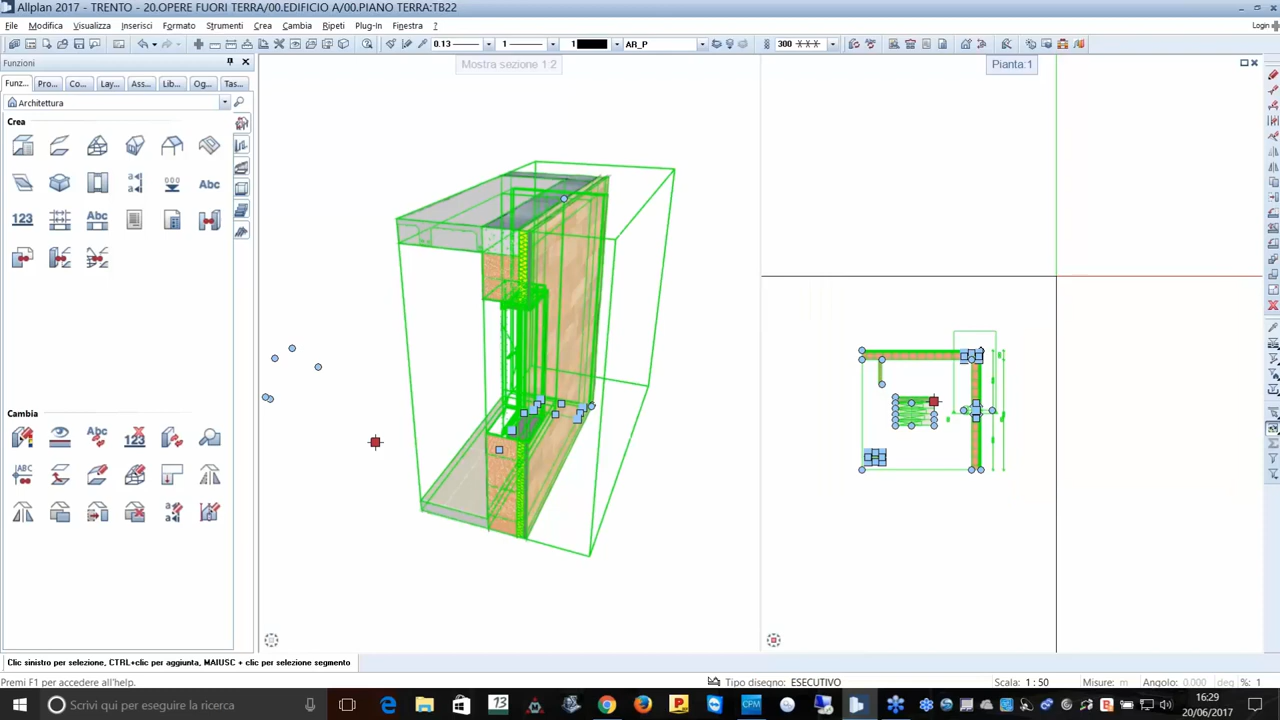 Allplan 2017 - TRENTO - 20.OPERE FUORI TERRA/00.EDIFICIO A/00.PIANO TERRA:TB22
File Modifica Visualizza Inserisci Formato Strumenti Crea Cambia Ripeti Plug-In Finestra ? Login
0.13 1 1 AR_P 300
Funzioni
Mostra sezione 1:2
Pianta:1
Funz... Pro... Co... Lay... Ass... Lib... Og... Tas...
Architettura
Crea
Abc
123 Abc
Cambia
Abc 123
ABC
Clic sinistro per selezione, CTRL+clic per aggiunta, MAIUSC + clic per selezione segmento
Premi F1 per accedere all'help.
Tipo disegno: ESECUTIVO Scala: 1 : 50 Misure: m Angolo: 0.000 deg %: 1
Scrivi qui per eseguire la ricerca
13
CPM
16:29
20/06/2017